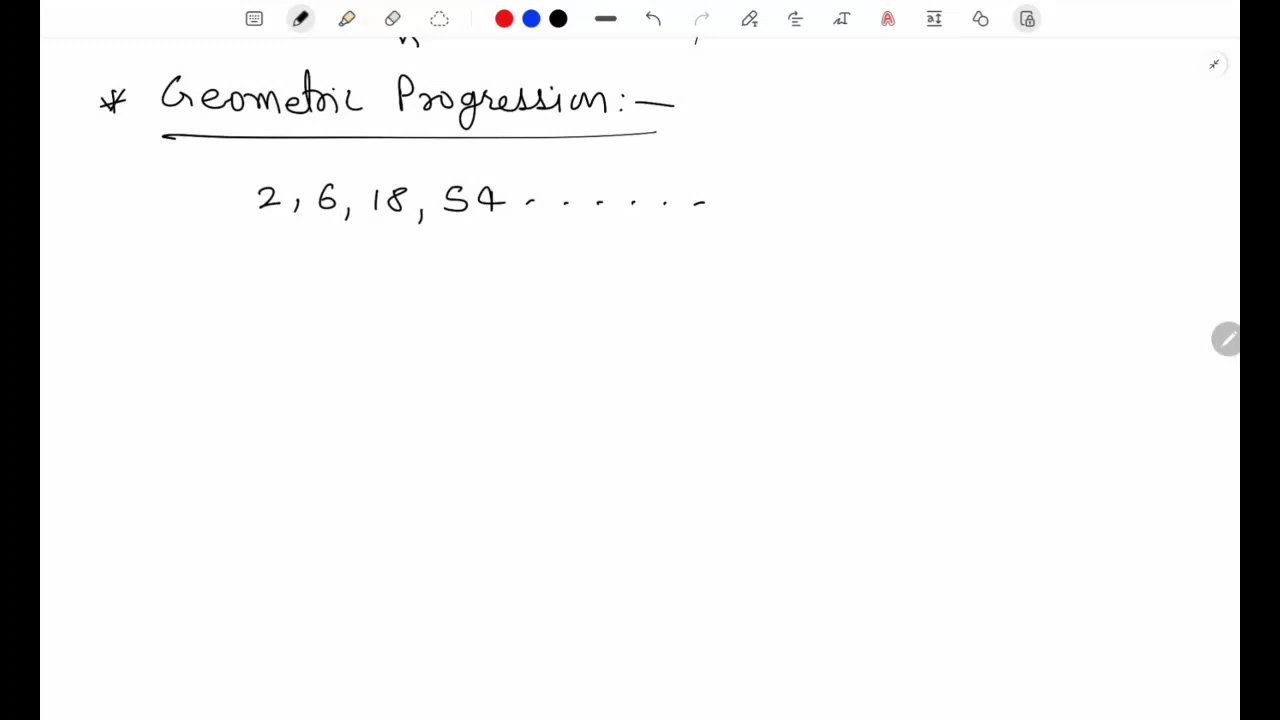 * Geometric Progression:—
2, 6, 18, 54 . . . . . .